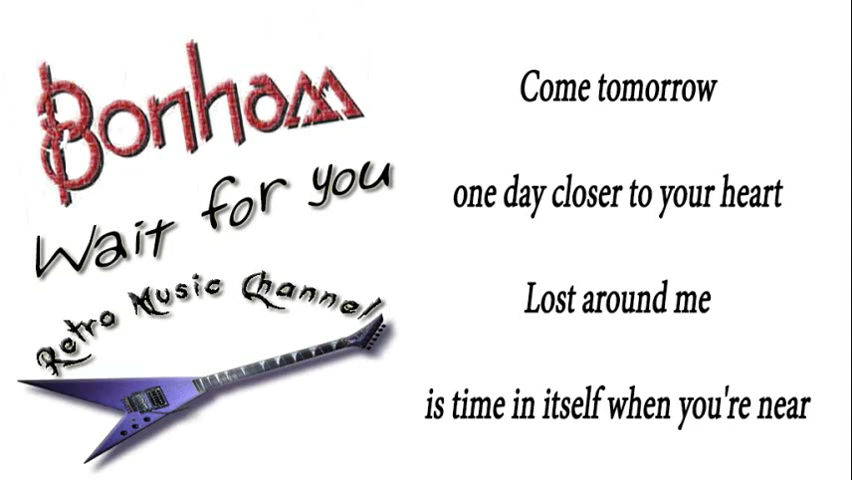 Bonham
Wait for you
Retro Music Channel
Come tomorrow
one day closer to your heart
Lost around me
is time in itself when you're near